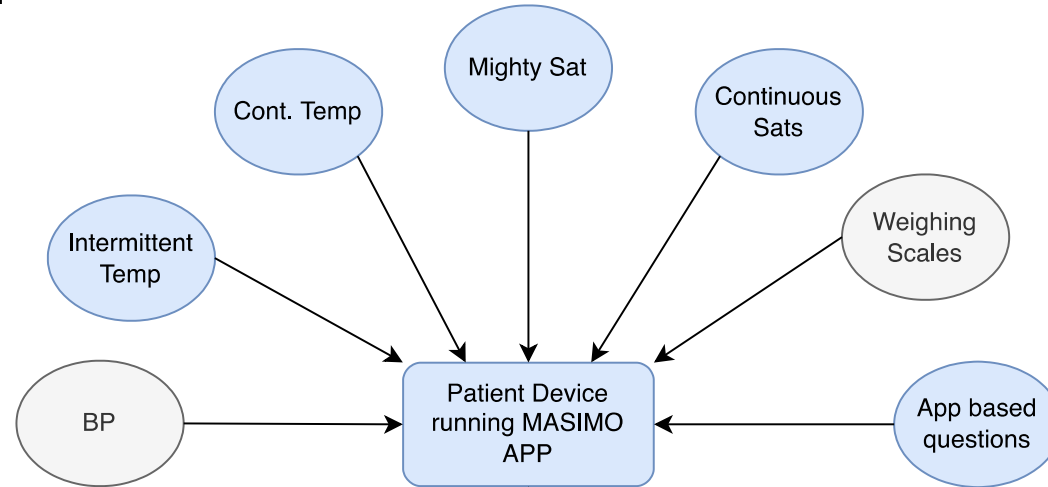 Mighty Sat
Cont. Temp
Continuous
Sats
Intermittent
Temp
Weighing
Scales
BP
Patient Device
running MASIMO
APP
App based
questions